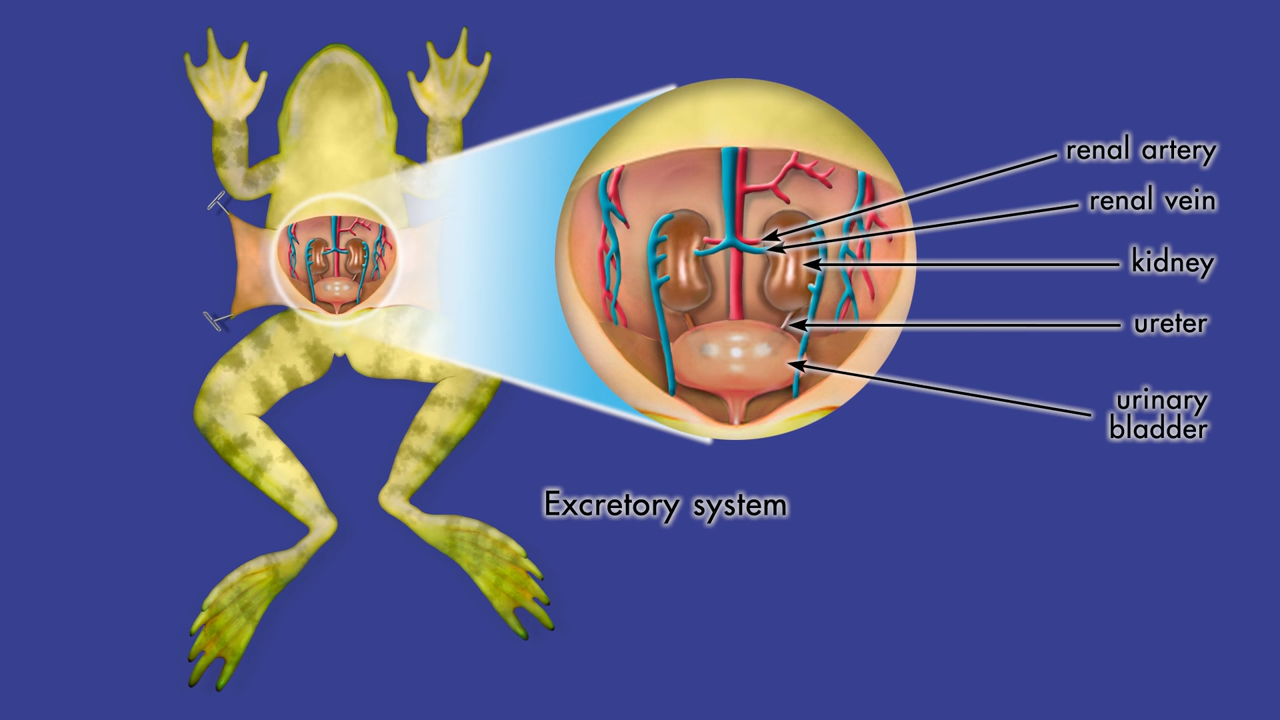 renal artery
renal vein
kidney
ureter
urinary
bladder
Excretory system